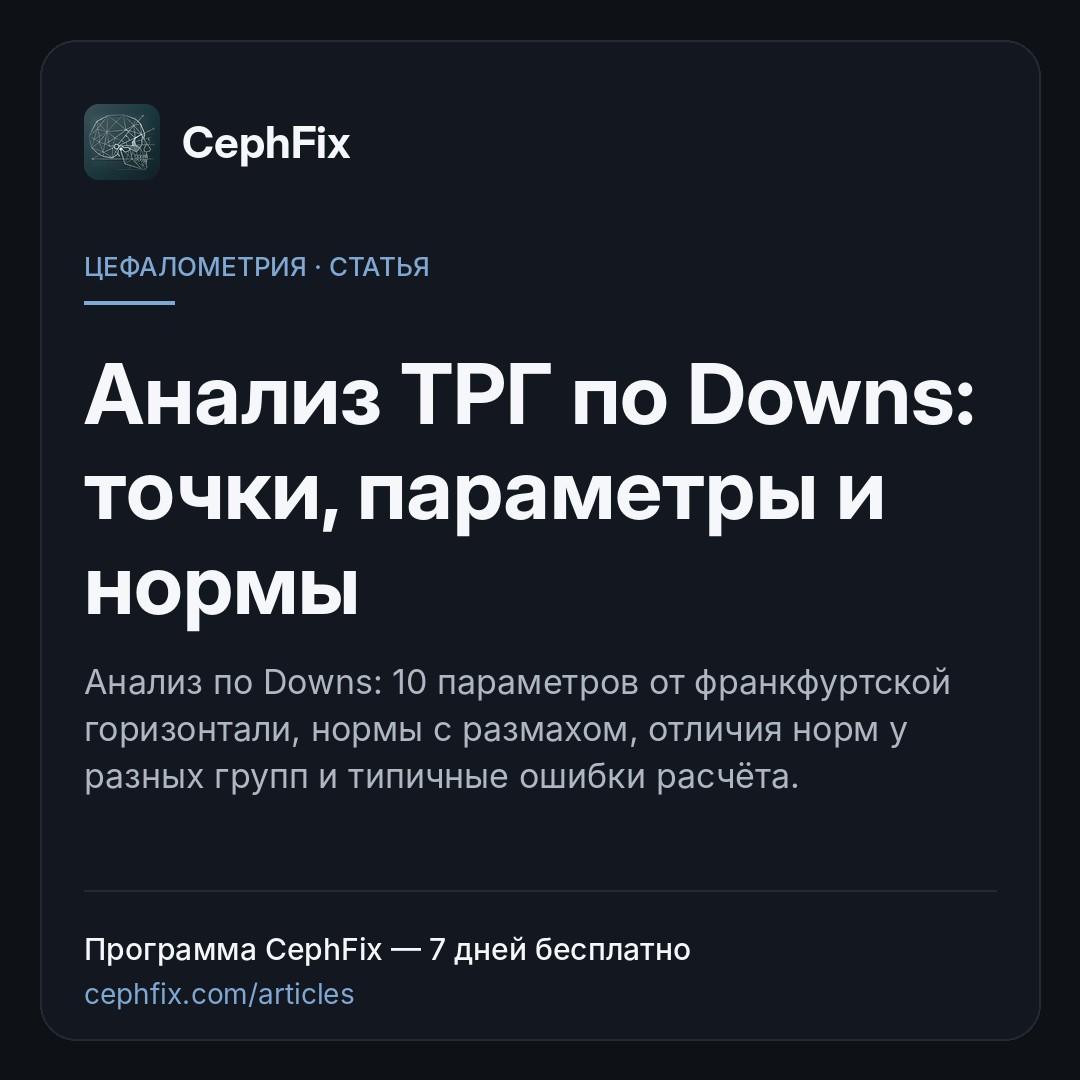 CephFix
ЦЕФАЛОМЕТРИЯ · СТАТЬЯ
Анализ ТРГ по Downs:
точки, параметры и
нормы
Анализ по Downs: 10 параметров от франкфуртской
горизонтали, нормы с размахом, отличия норм у
разных групп и типичные ошибки расчёта.
Программа CephFix — 7 дней бесплатно
cephfix.com/articles